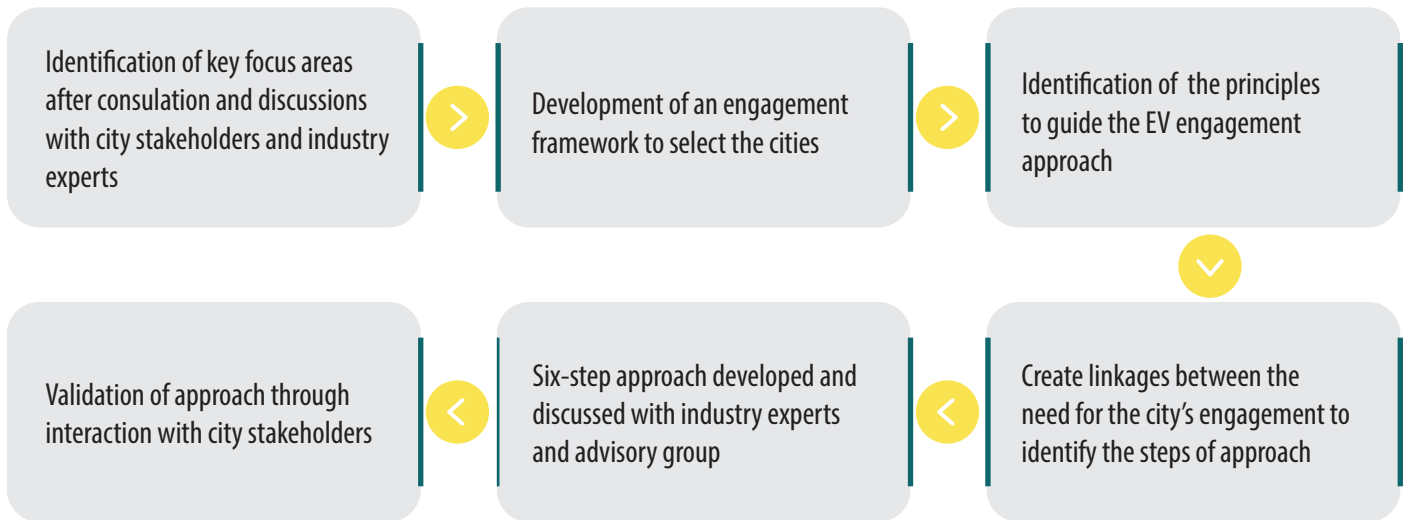 Identification of key focus areas
after consulation and discussions
with city stakeholders and industry
experts
Development of an engagement
framework to select the cities
Identification of the principles
to guide the EV engagement
approach
Create linkages between the
need for the city's engagement to
identify the steps of approach
Six-step approach developed and
discussed with industry experts
and advisory group
Validation of approach through
interaction with city stakeholders